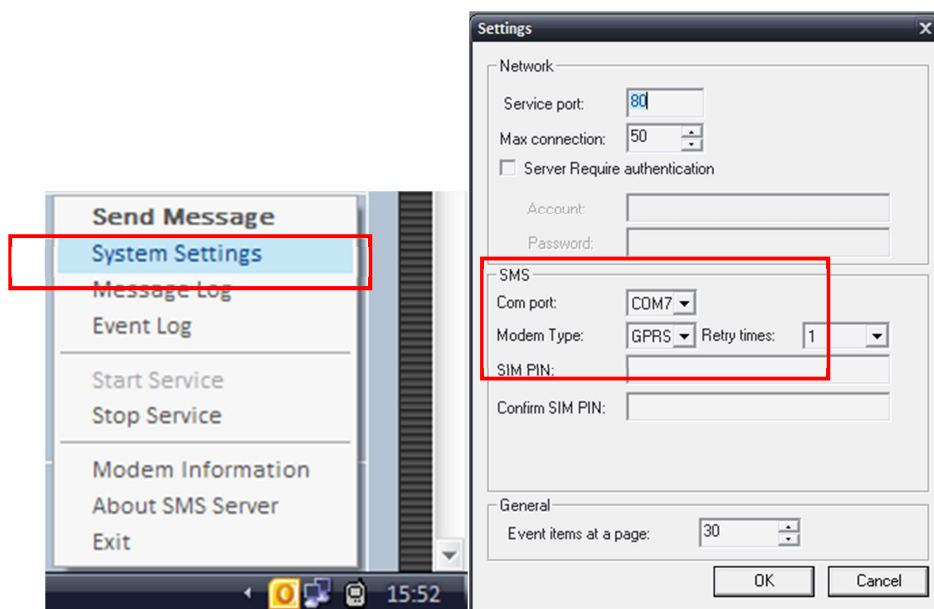 Send Message
System Settings
Message Log
Event Log
Start Service
Stop Service
Modem Information
About SMS Server
Exit
15:52
Settings
Network
Service port: 80
Max connection: 50
Server Require authentication
Account:
Password:
SMS
Com port: COM7
Modem Type: GPRS Retry times: 1
SIM PIN:
Confirm SIM PIN:
General
Event items at a page: 30
OK Cancel